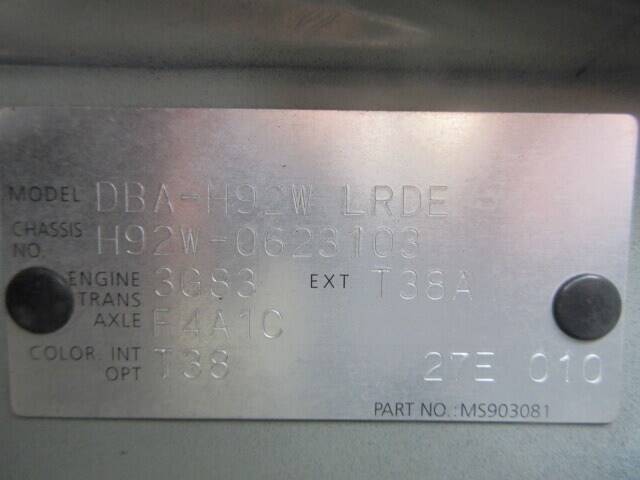 MODEL DBA-H92W LRDE
CHASSIS NO. H92W-0623103
ENGINE 3G83 EXT T38A
TRANS AXLE F4A1C
COLOR. INT OPT T38 27E 010
PART NO.:MS903081